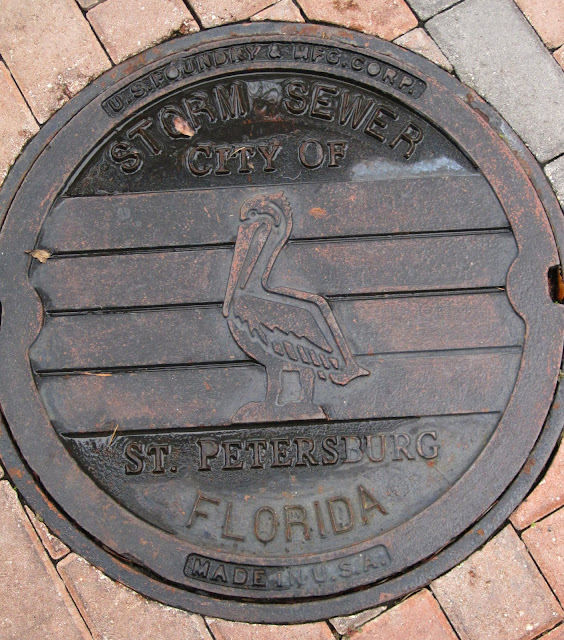 U.S. FOUNDRY & MFG. CORP.
STORM SEWER
CITY OF
ST. PETERSBURG
FLORIDA
MADE IN U.S.A.